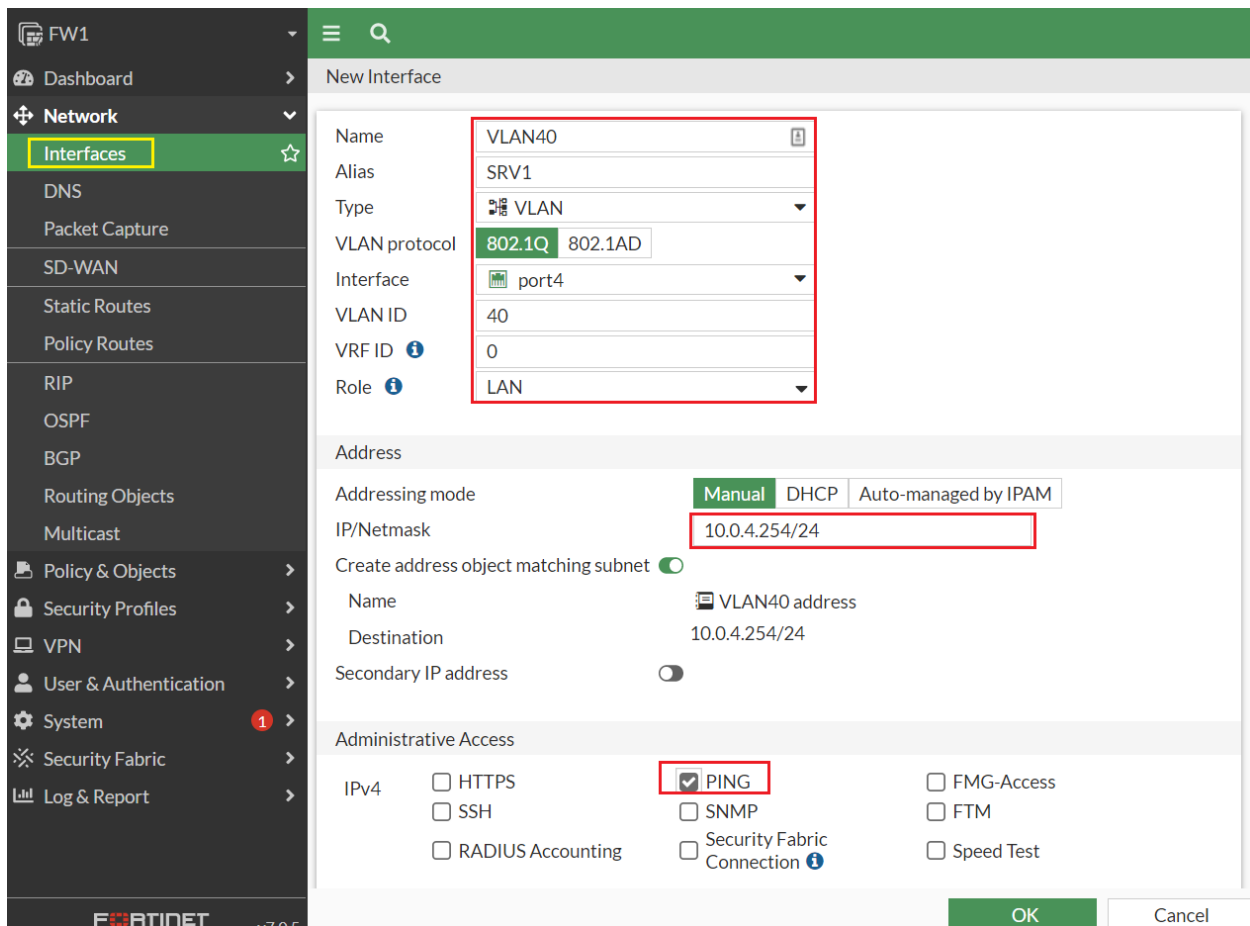 FW1
Dashboard
Network
Interfaces
DNS
Packet Capture
SD-WAN
Static Routes
Policy Routes
RIP
OSPF
BGP
Routing Objects
Multicast
Policy & Objects
Security Profiles
VPN
User & Authentication
System 1
Security Fabric
Log & Report
FORTINET v7.0.5
New Interface
Name VLAN40
Alias SRV1
Type VLAN
VLAN protocol 802.1Q 802.1AD
Interface port4
VLAN ID 40
VRF ID 0
Role LAN
Address
Addressing mode Manual DHCP Auto-managed by IPAM
IP/Netmask 10.0.4.254/24
Create address object matching subnet
Name VLAN40 address
Destination 10.0.4.254/24
Secondary IP address
Administrative Access
IPv4 HTTPS PING FMG-Access
SSH SNMP FTM
RADIUS Accounting Security Fabric Connection Speed Test
OK Cancel